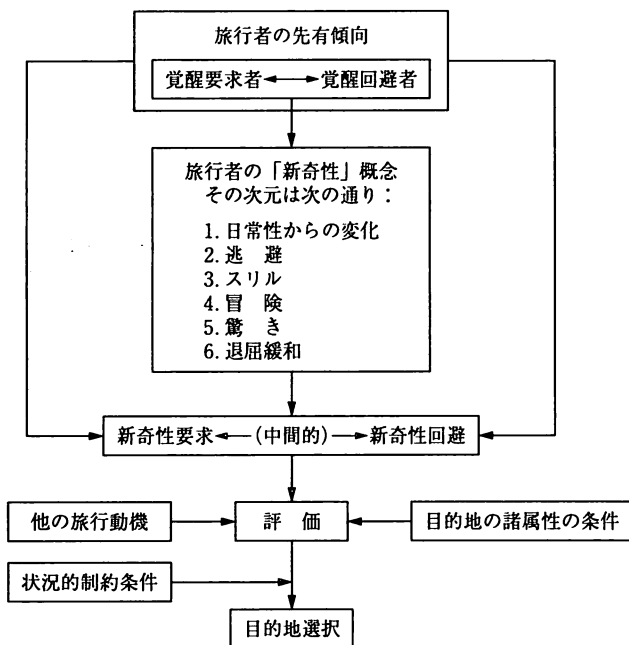 旅行者の先有傾向
覚醒要求者⟷覚醒回避者
旅行者の「新奇性」概念
その次元は次の通り：
1. 日常性からの変化
2. 逃　避
3. スリル
4. 冒　険
5. 驚　き
6. 退屈緩和
新奇性要求⟵(中間的)⟶新奇性回避
他の旅行動機
評　価
目的地の諸属性の条件
状況的制約条件
目的地選択